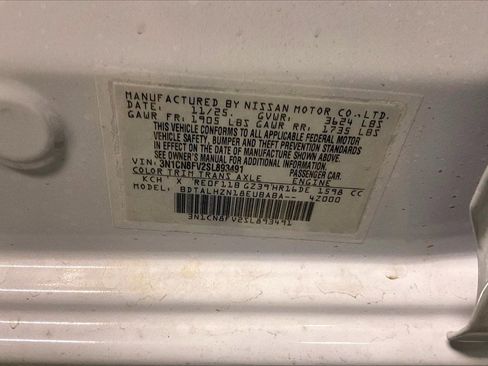 MANUFACTURED BY NISSAN MOTOR CO., LTD.
DATE: 11/25 GVWR: 3624 LBS
GAWR FR: 1905 LBS GAWR RR: 1735 LBS
THIS VEHICLE CONFORMS TO ALL APPLICABLE FEDERAL MOTOR
VEHICLE SAFETY, BUMPER AND THEFT PREVENTION STANDARDS
IN EFFECT ON THE DATE OF MANUFACTURE SHOWN ABOVE.
SEE OWNER'S MANUAL FOR ADDITIONAL INFORMATION
VIN: 3N1CN8FV2SL893491 PASSENGER CAR.
COLOR TRIM TRANS AXLE ENGINE
KCH X RE0F11B GZ39 HR16DE 1598 CC
MODEL: BDTALHZN18EUBABA-- 4Z000
3N1CN8FV2SL893491